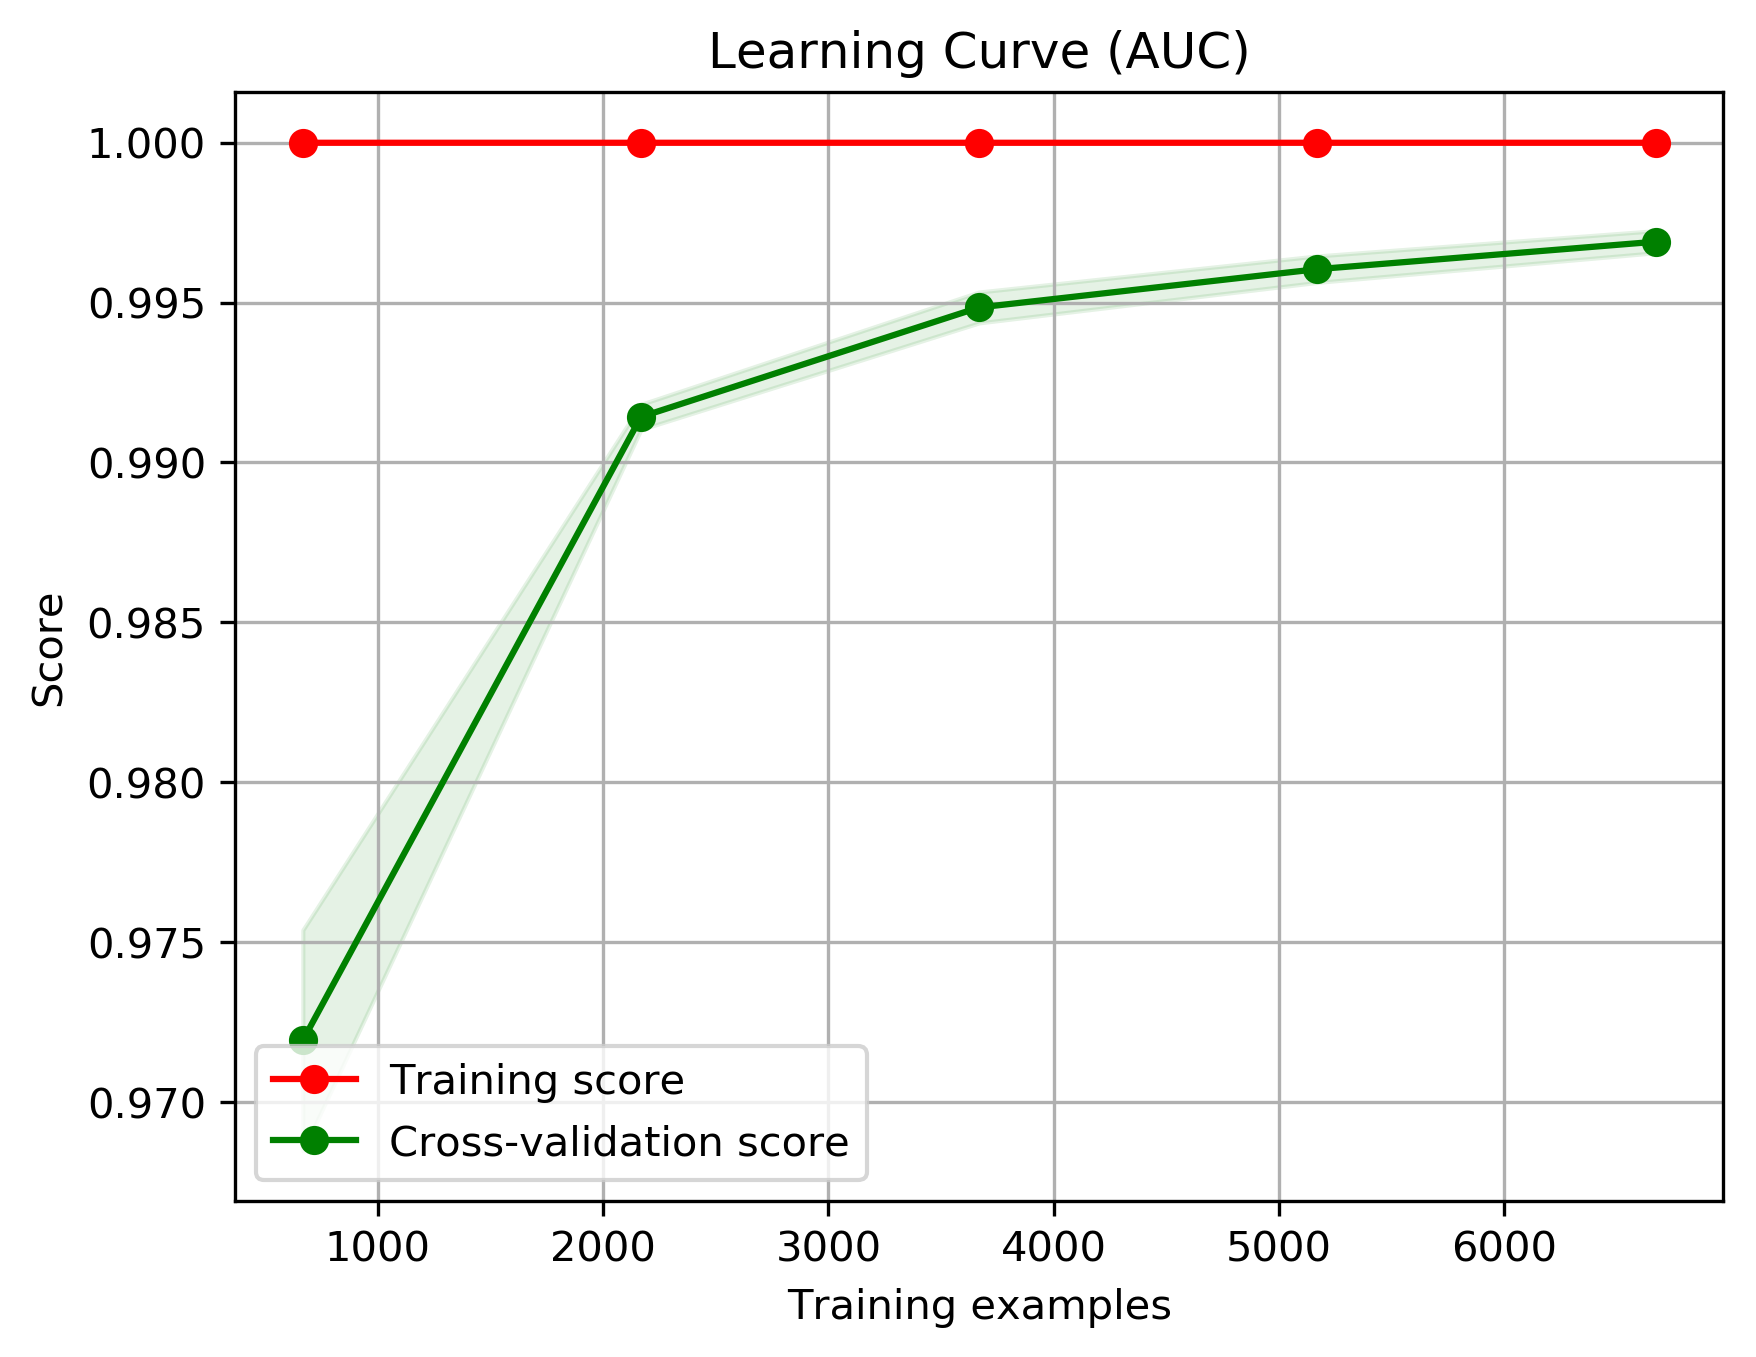 Learning Curve (AUC)
1.000
0.995
0.990
0.985
0.980
0.975
0.970
Score
Training score
Cross-validation score
1000 2000 3000 4000 5000 6000
Training examples